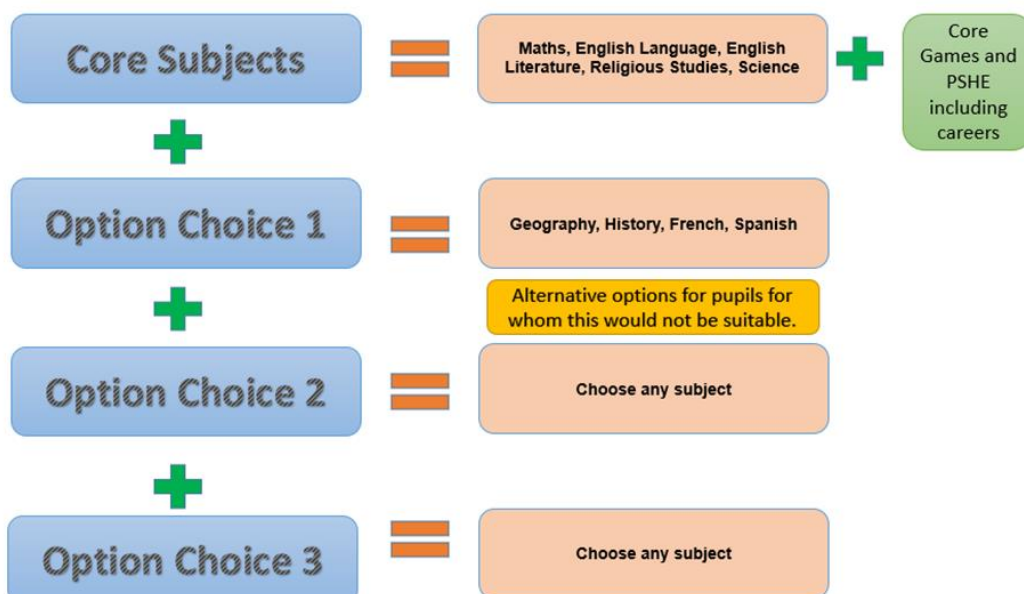 Core Subjects
Maths, English Language, English
Literature, Religious Studies, Science
Core
Games and
PSHE
including
careers
Option Choice 1
Geography, History, French, Spanish
Alternative options for pupils for
whom this would not be suitable.
Option Choice 2
Choose any subject
Option Choice 3
Choose any subject